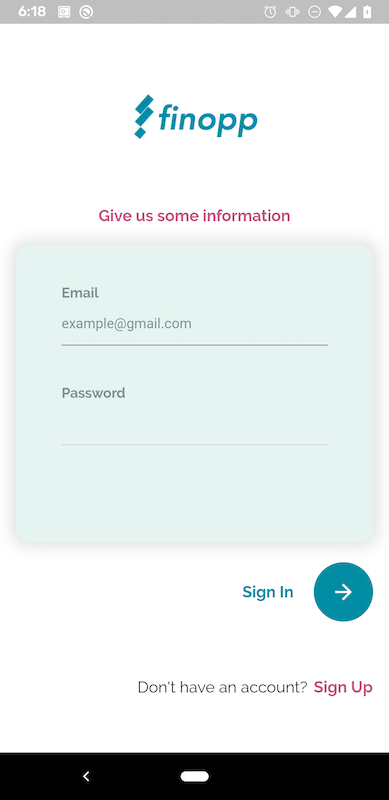 6:18
finopp
Give us some information
Email
example@gmail.com
Password
Sign In
Don't have an account? Sign Up